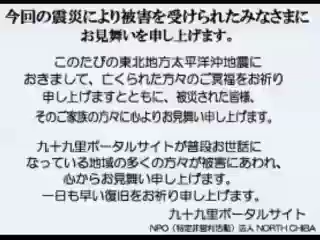 今回の震災により被害を受けられたみなさまに
お見舞いを申し上げます。
このたびの東北地方太平洋沖地震に
おきまして、亡くられた方々のご冥福をお祈り
申し上げますとともに、被災された皆様、
そのご家族の方々に心よりお見舞い申し上げます。
九十九里ポータルサイトが普段お世話に
なっている地域の多くの方々が被害にあわれ、
心からお見舞い申し上げます。
一日も早い復旧をお祈り申し上げます。
九十九里ポータルサイト
NPO（特定非営利活動）法人 NORTH CHIBA